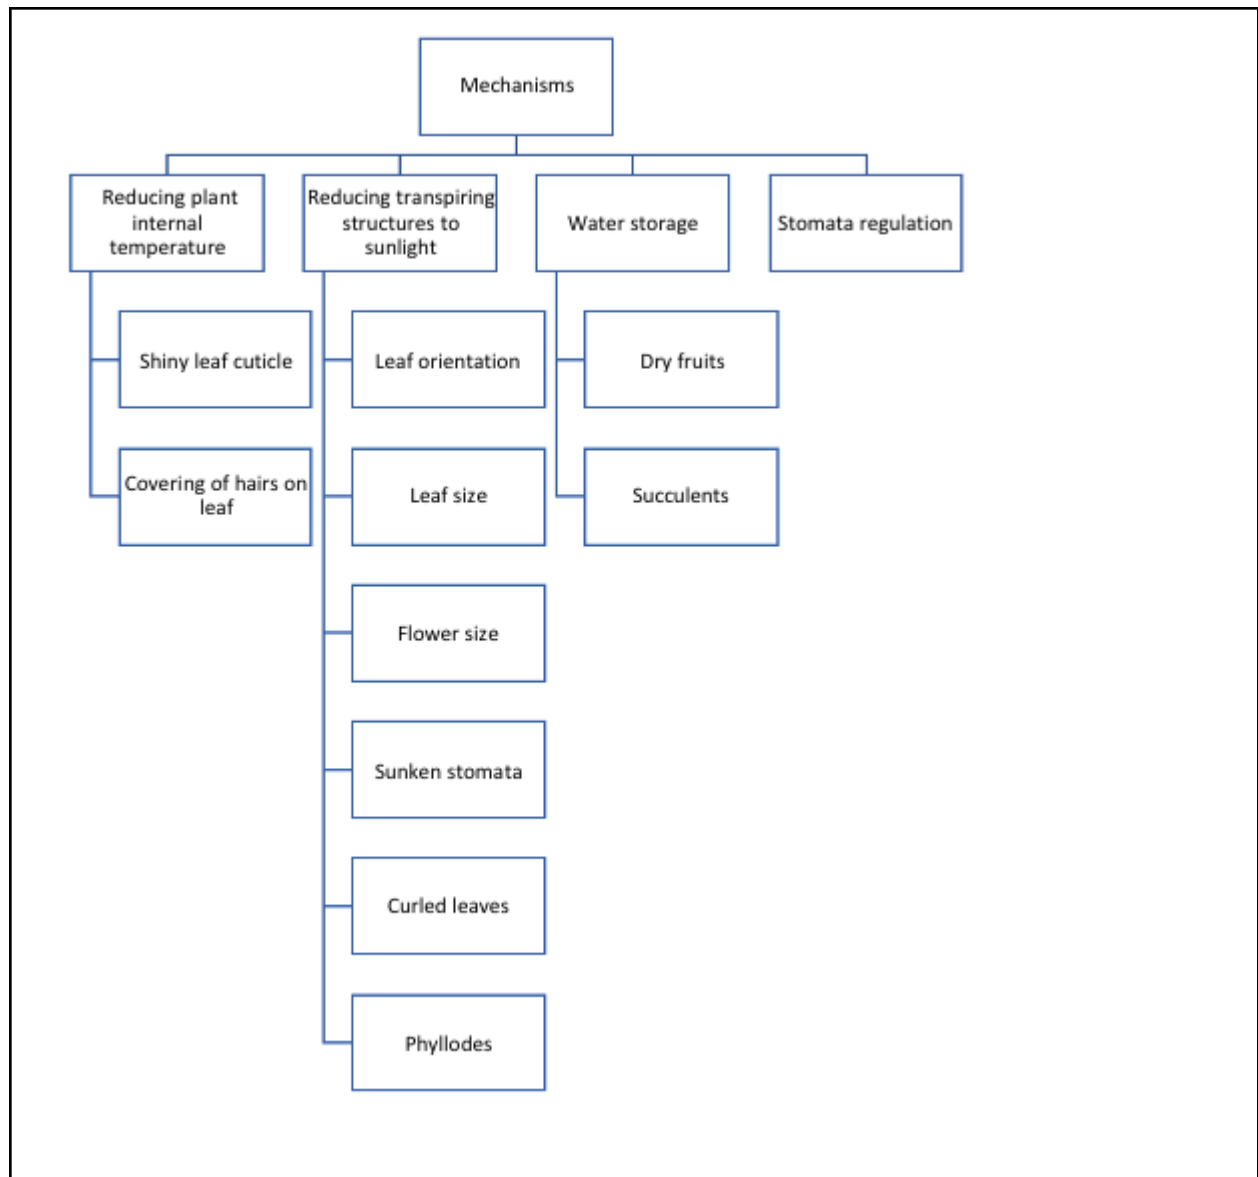 Mechanisms
Reducing plant
internal
temperature
Reducing transpiring
structures to
sunlight
Water storage
Stomata regulation
Shiny leaf cuticle
Leaf orientation
Dry fruits
Covering of hairs on
leaf
Leaf size
Succulents
Flower size
Sunken stomata
Curled leaves
Phyllodes